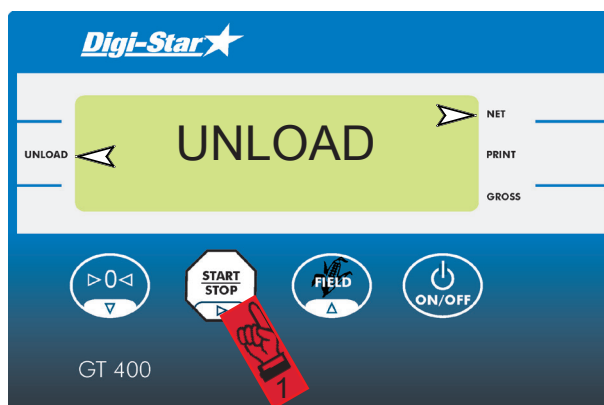 Digi-Star
UNLOAD
NET
UNLOAD
PRINT
GROSS
0
START
STOP
FIELD
ON/OFF
1
GT 400